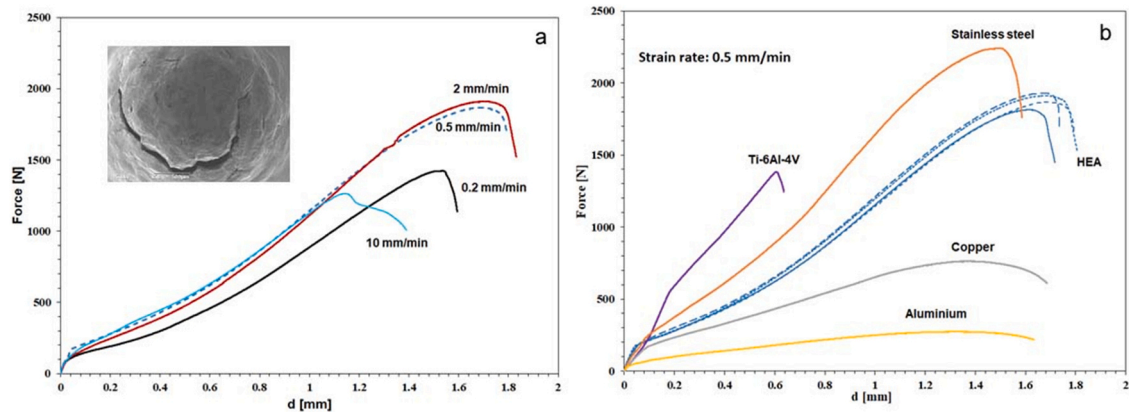 a
2500
2000
1500
1000
500
0
Force [N]
0
0.2
0.4
0.6
0.8
1
1.2
1.4
1.6
1.8
2
d [mm]
2 mm/min
0.5 mm/min
0.2 mm/min
10 mm/min
b
2500
2000
1500
1000
500
0
Force [N]
0
0.2
0.4
0.6
0.8
1
1.2
1.4
1.6
1.8
2
d [mm]
Strain rate: 0.5 mm/min
Stainless steel
Ti-6Al-4V
HEA
Copper
Aluminium